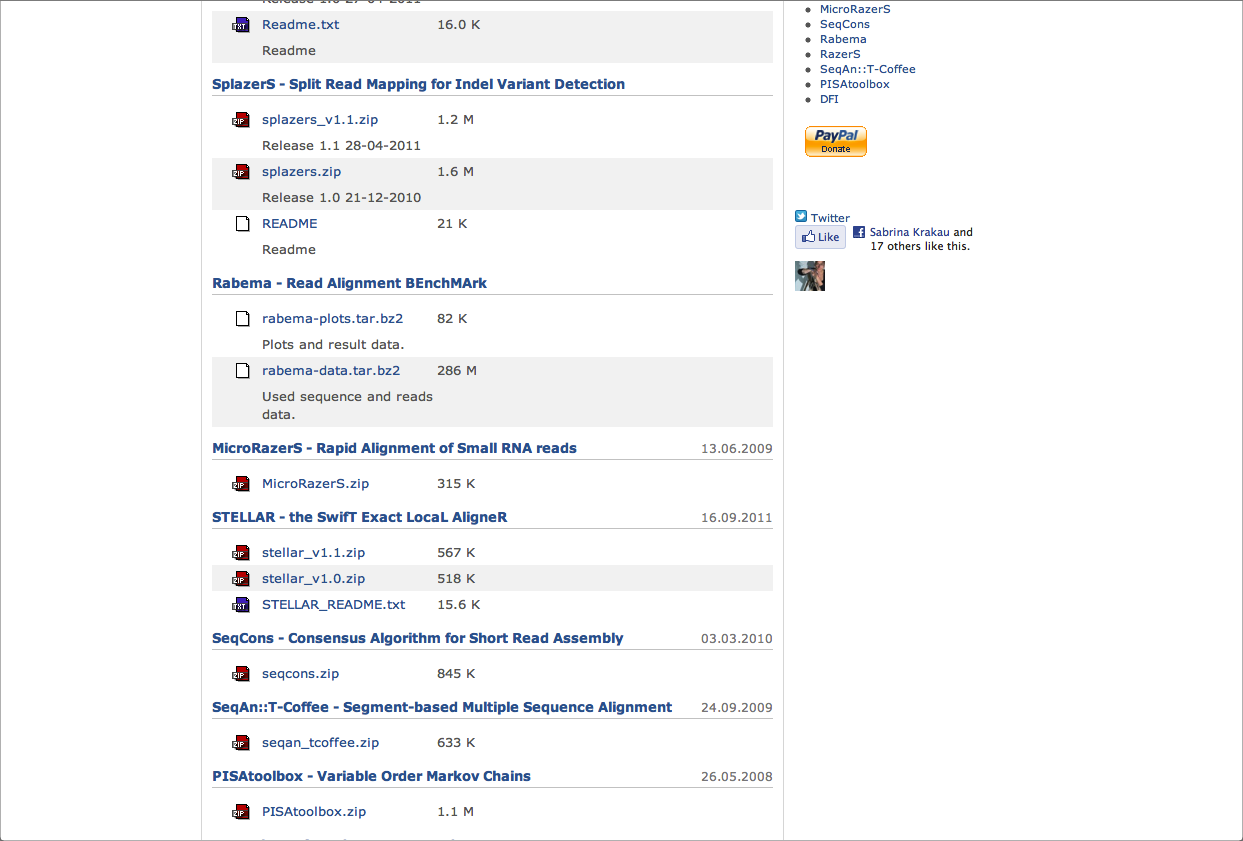 Release 1.0 27-04-2011
Readme.txt 16.0 K
Readme
SplazerS - Split Read Mapping for Indel Variant Detection
splazers_v1.1.zip 1.2 M
Release 1.1 28-04-2011
splazers.zip 1.6 M
Release 1.0 21-12-2010
README 21 K
Readme
Rabema - Read Alignment BEnchMArk
rabema-plots.tar.bz2 82 K
Plots and result data.
rabema-data.tar.bz2 286 M
Used sequence and reads
data.
MicroRazerS - Rapid Alignment of Small RNA reads 13.06.2009
MicroRazerS.zip 315 K
STELLAR - the SwifT Exact LocaL AligneR 16.09.2011
stellar_v1.1.zip 567 K
stellar_v1.0.zip 518 K
STELLAR_README.txt 15.6 K
SeqCons - Consensus Algorithm for Short Read Assembly 03.03.2010
seqcons.zip 845 K
SeqAn::T-Coffee - Segment-based Multiple Sequence Alignment 24.09.2009
seqan_tcoffee.zip 633 K
PISAtoolbox - Variable Order Markov Chains 26.05.2008
PISAtoolbox.zip 1.1 M
MicroRazerS
SeqCons
Rabema
RazerS
SeqAn::T-Coffee
PISAtoolbox
DFI
PayPal
Donate
Twitter
Like Sabrina Krakau and
17 others like this.